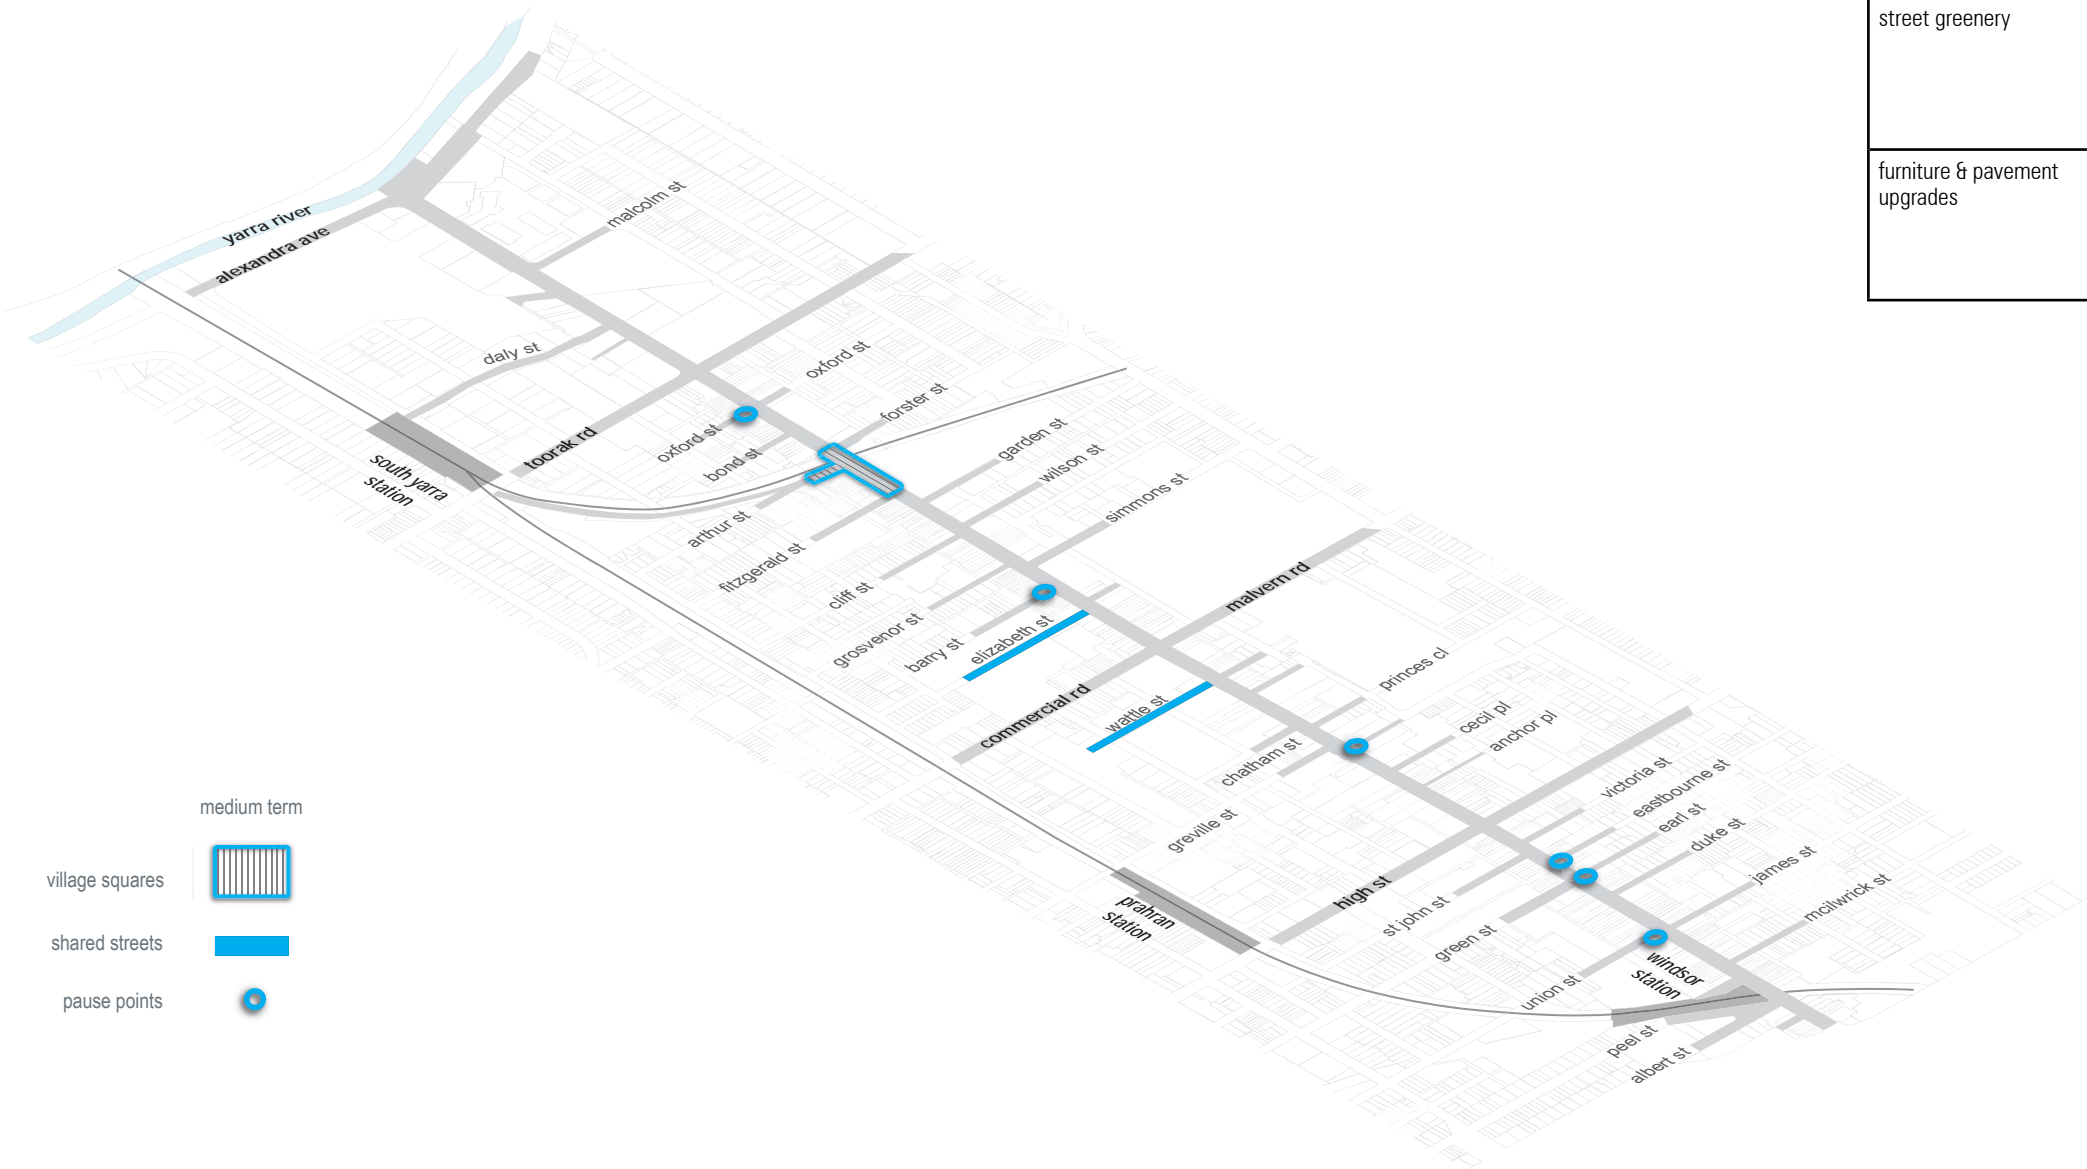 street greenery
furniture & pavement
upgrades
yarra river
alexandra ave
malcolm st
daly st
oxford st
toorak rd
oxford st
forster st
bond st
south yarra
station
garden st
wilson st
simmons st
arthur st
fitzgerald st
cliff st
grosvenor st
barry st
elizabeth st
malvern rd
commercial rd
wattle st
princes cl
cecil pl
anchor pl
chatham st
greville st
victoria st
eastbourne st
earl st
duke st
james st
mcilwrick st
high st
prahran
station
st john st
green st
union st
windsor
station
peel st
albert st
medium term
village squares
shared streets
pause points